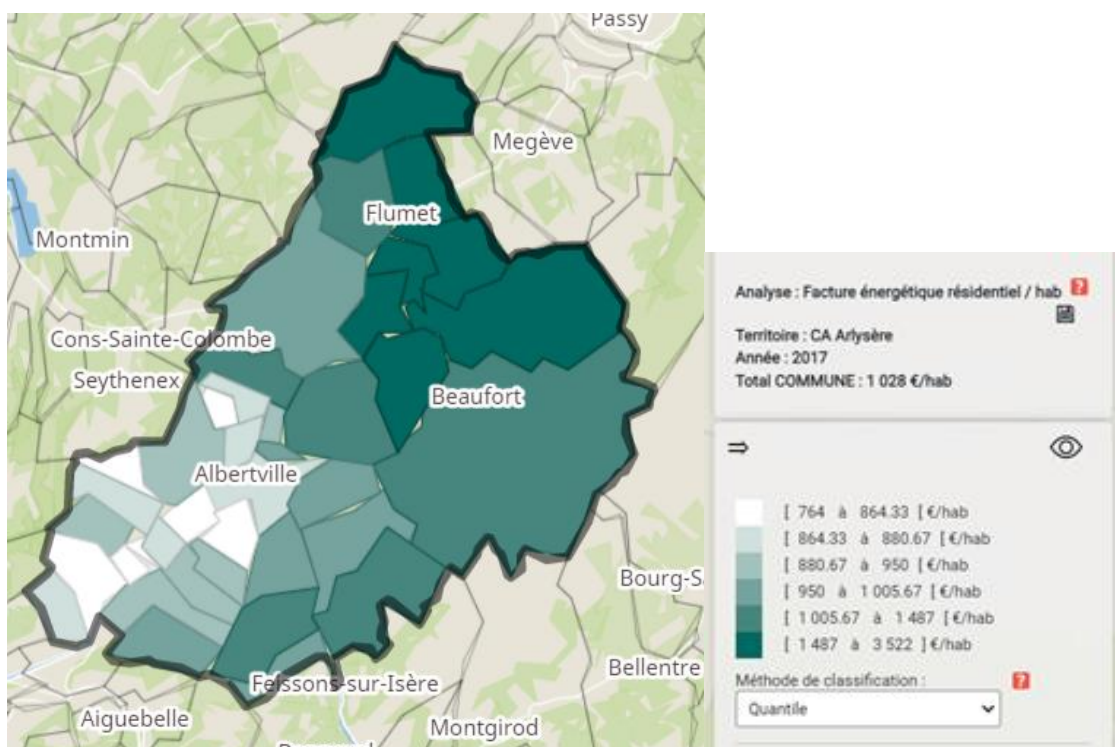 Passy
Megève
Flumet
Montmin
Cons-Sainte-Colombe
Seythenex
Beaufort
Albertville
Bourg-S
Bellentre
Feissons-sur-Isère
Aiguebelle
Montgirod
Analyse : Facture énergétique résidentiel / hab ?
Territoire : CA Arlysère
Année : 2017
Total COMMUNE : 1 028 €/hab
⇒
[ 764 à 864.33 [ €/hab
[ 864.33 à 880.67 [ €/hab
[ 880.67 à 950 [ €/hab
[ 950 à 1 005.67 [ €/hab
[ 1 005.67 à 1 487 [ €/hab
[ 1 487 à 3 522 ] €/hab
Méthode de classification : ?
Quantile